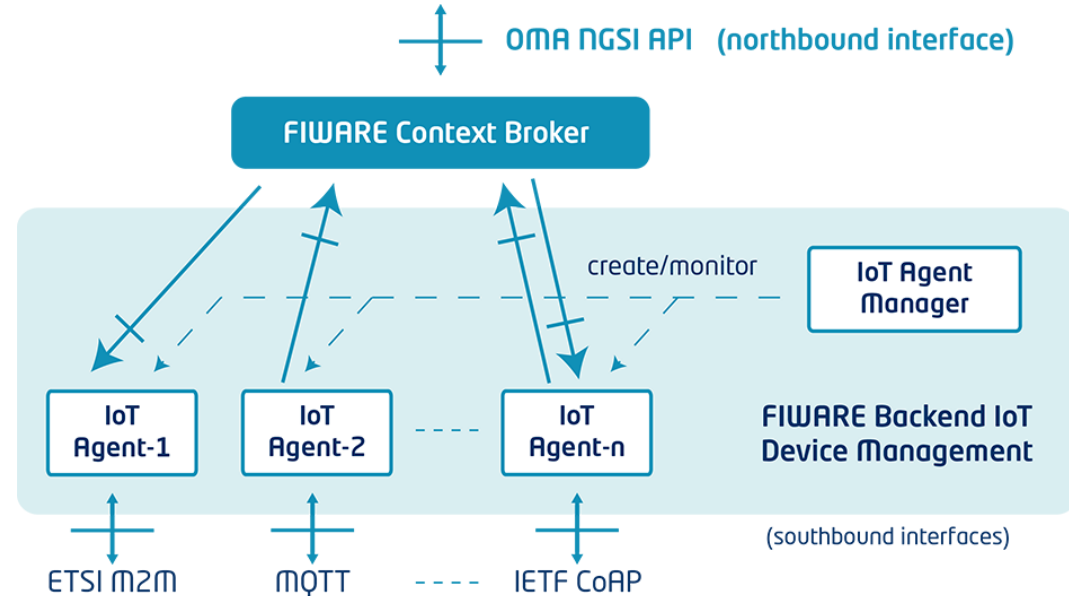 OMA NGSI API (northbound interface)
FIWARE Context Broker
create/monitor
IoT Agent
Manager
IoT
Agent-1
IoT
Agent-2
IoT
Agent-n
FIWARE Backend IoT
Device Management
(southbound interfaces)
ETSI M2M
MQTT
IETF CoAP